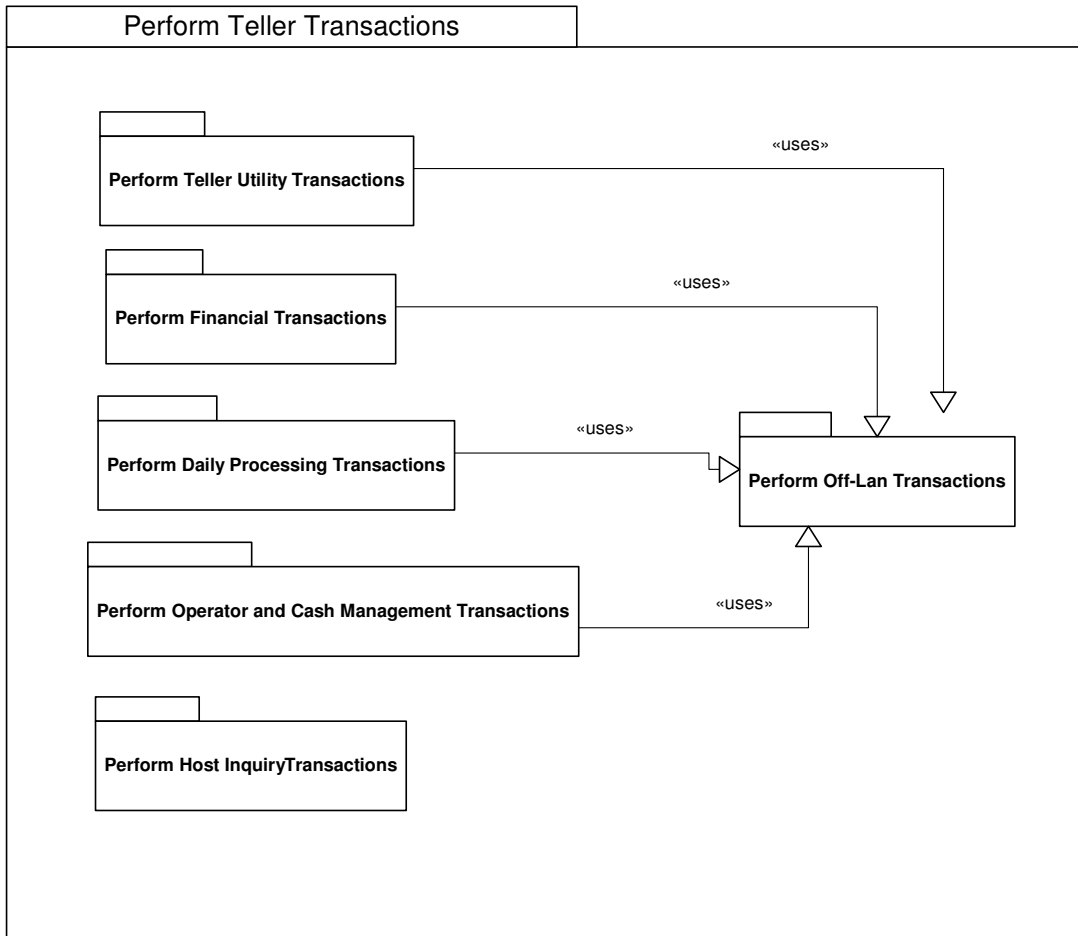 Perform Teller Transactions
«uses»
Perform Teller Utility Transactions
«uses»
Perform Financial Transactions
«uses»
Perform Daily Processing Transactions
Perform Off-Lan Transactions
«uses»
Perform Operator and Cash Management Transactions
Perform Host InquiryTransactions